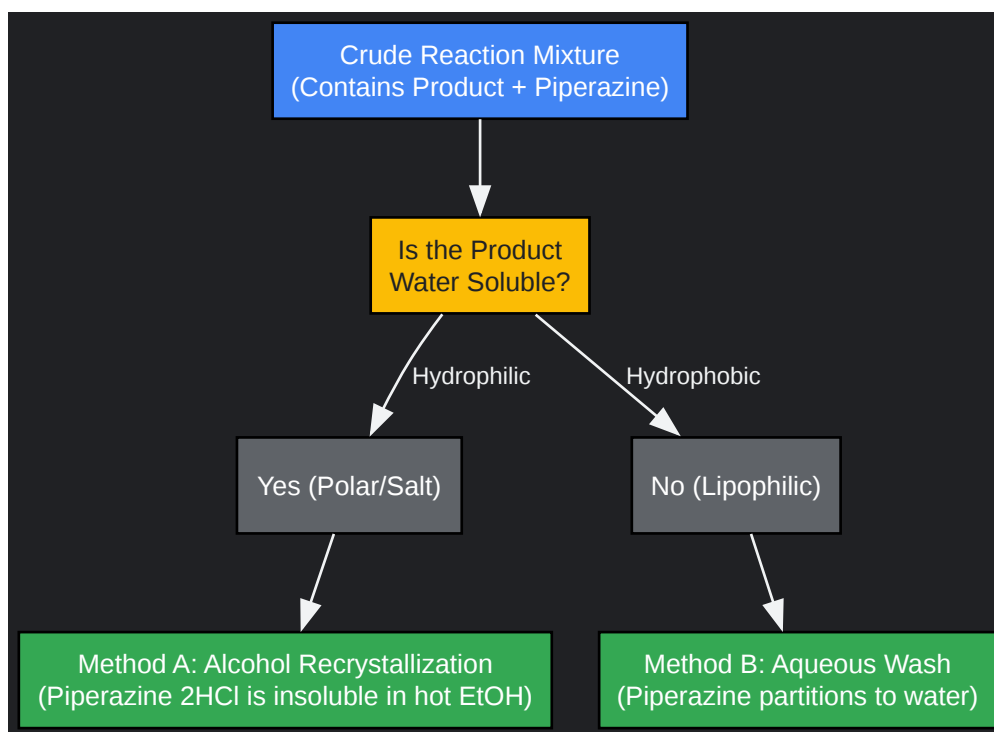 Crude Reaction Mixture
(Contains Product + Piperazine)
Is the Product
Water Soluble?
Hydrophilic
Hydrophobic
Yes (Polar/Salt)
No (Lipophilic)
Method A: Alcohol Recrystallization
(Piperazine 2HCl is insoluble in hot EtOH)
Method B: Aqueous Wash
(Piperazine partitions to water)